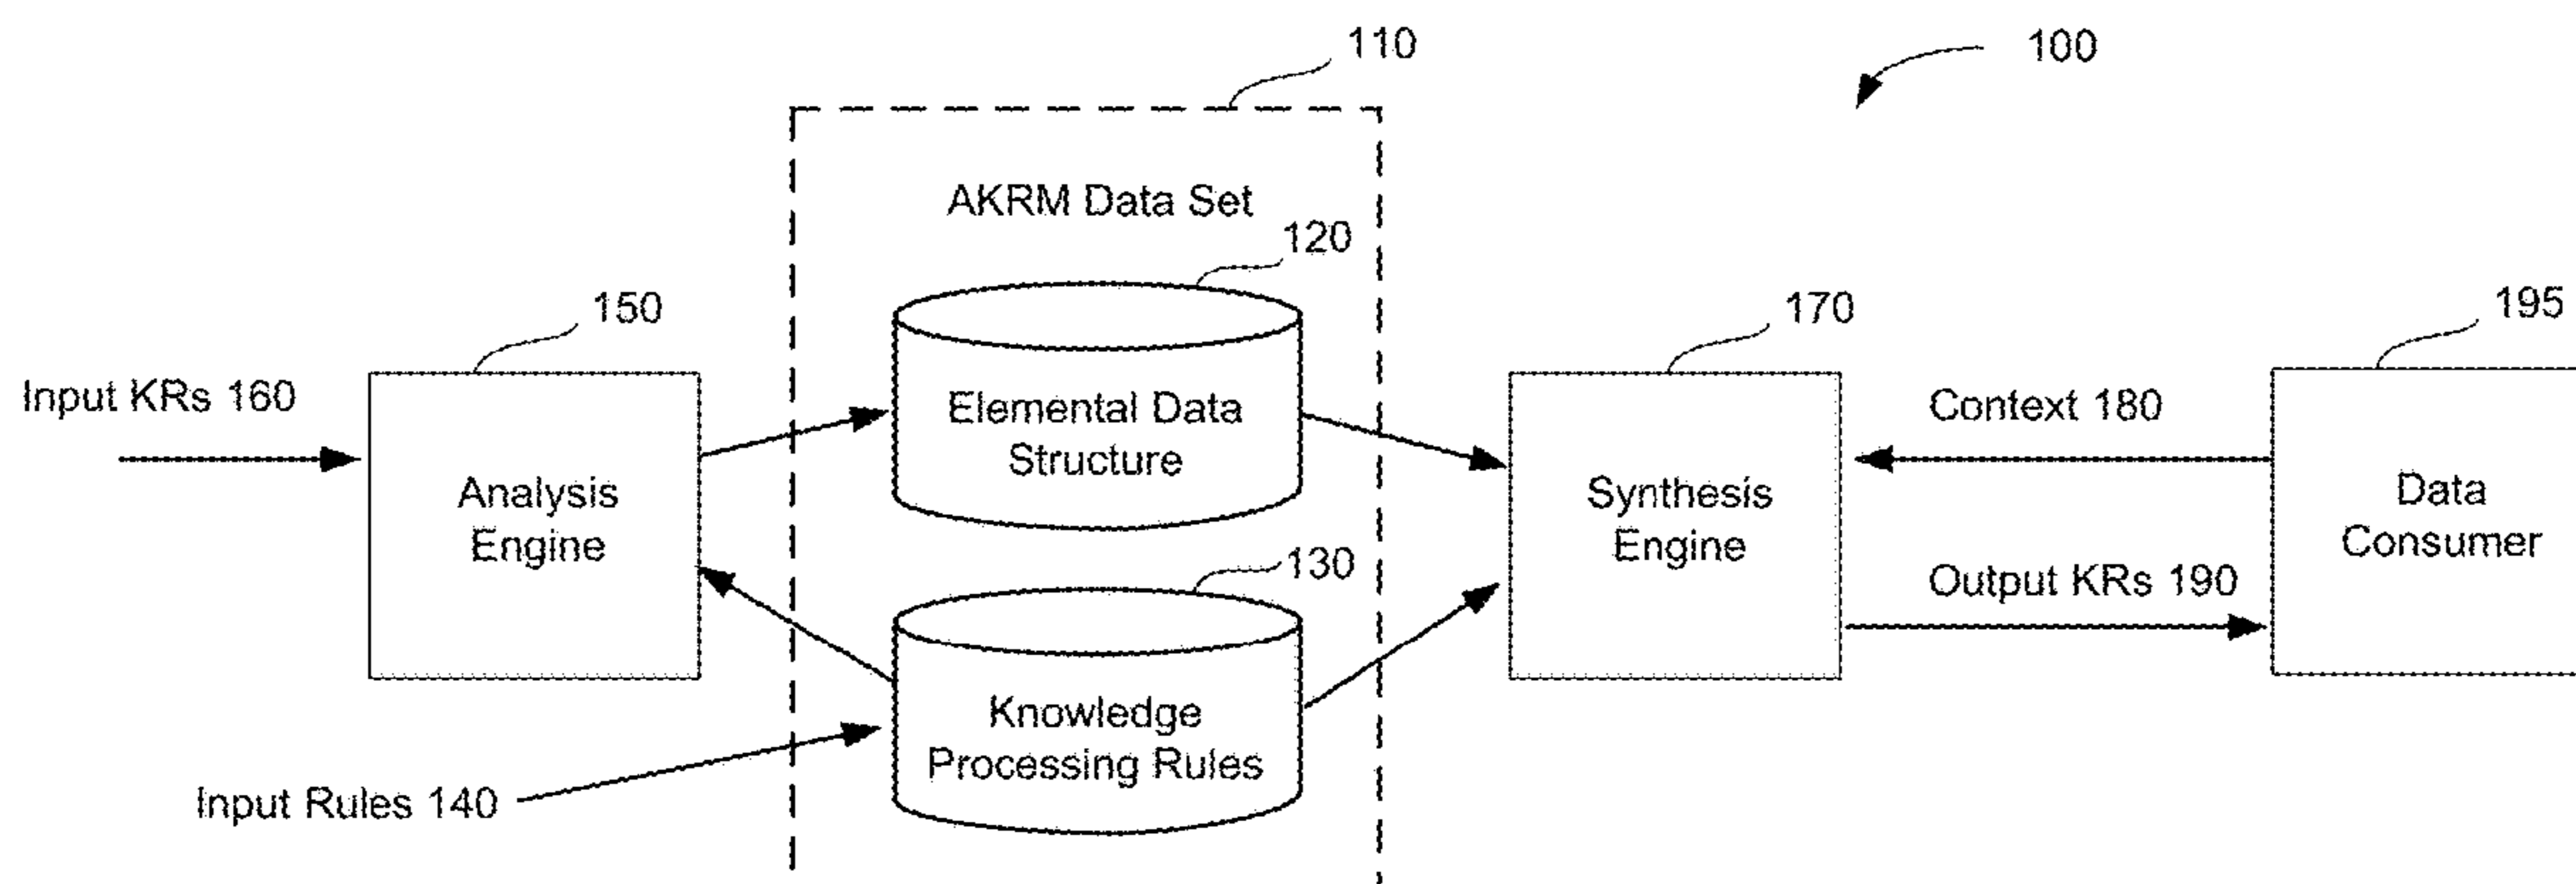 110
100
AKRM Data Set
120
150
170
195
Input KRs 160
Elemental Data
Structure
Context 180
Analysis
Engine
Synthesis
Engine
Data
Consumer
130
Output KRs 190
Knowledge
Processing Rules
Input Rules 140